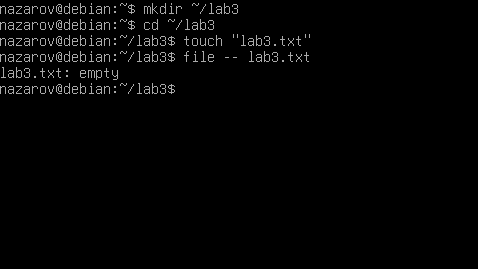 nazarov@debian:~$ mkdir ~/lab3
nazarov@debian:~$ cd ~/lab3
nazarov@debian:~/lab3$ touch "lab3.txt"
nazarov@debian:~/lab3$ file -- lab3.txt
lab3.txt: empty
nazarov@debian:~/lab3$